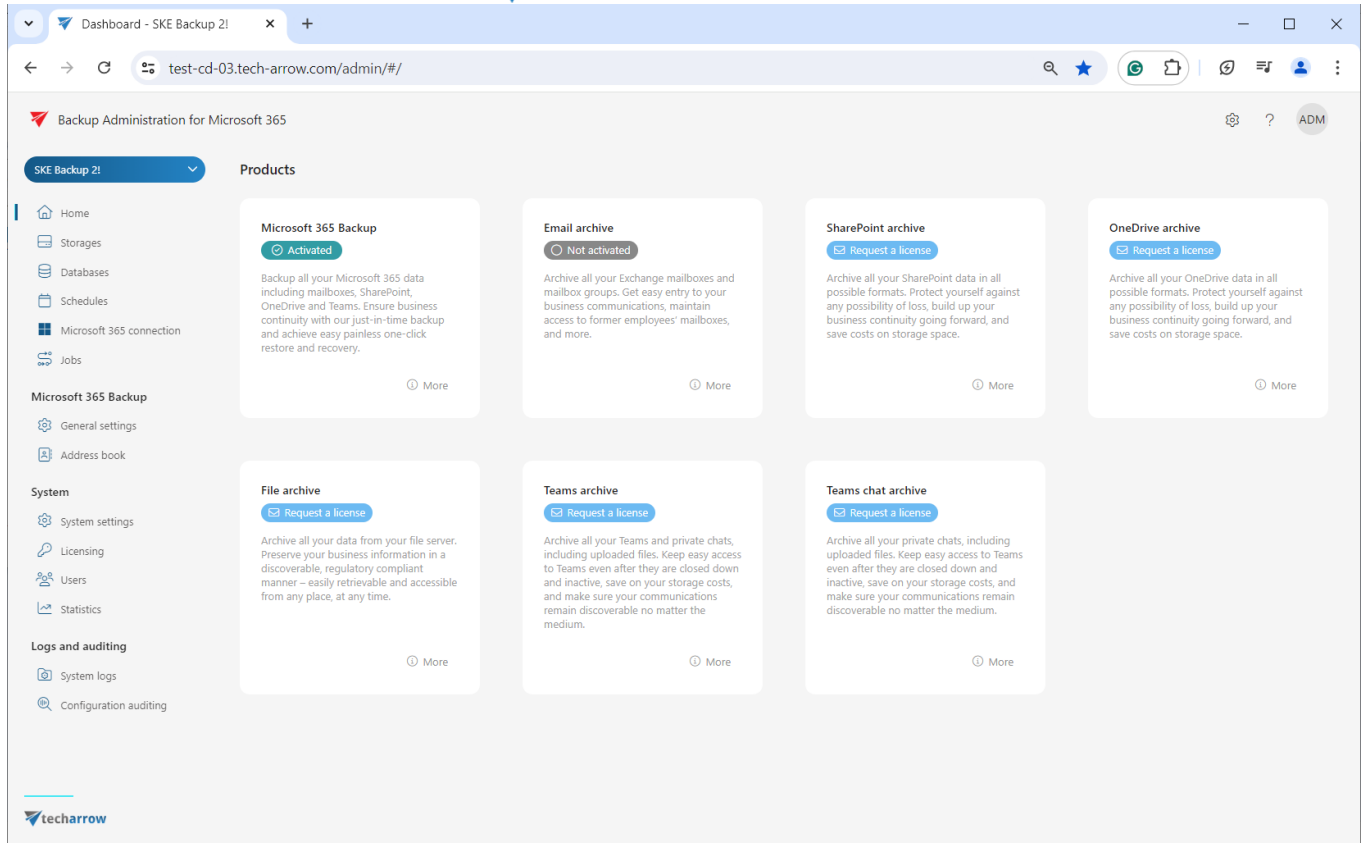 Dashboard - SKE Backup 2!
test-cd-03.tech-arrow.com/admin/#/
Backup Administration for Microsoft 365
? ADM
SKE Backup 2!
Home
Storages
Databases
Schedules
Microsoft 365 connection
Jobs
Microsoft 365 Backup
General settings
Address book
System
System settings
Licensing
Users
Statistics
Logs and auditing
System logs
Configuration auditing
techarrow
Products
Microsoft 365 Backup
Activated
Backup all your Microsoft 365 data
including mailboxes, SharePoint,
OneDrive and Teams. Ensure business
continuity with our just-in-time backup
and achieve easy painless one-click
restore and recovery.
More
Email archive
Not activated
Archive all your Exchange mailboxes and
mailbox groups. Get easy entry to your
business communications, maintain
access to former employees' mailboxes,
and more.
More
SharePoint archive
Request a license
Archive all your SharePoint data in all
possible formats. Protect yourself against
any possibility of loss, build up your
business continuity going forward, and
save costs on storage space.
More
OneDrive archive
Request a license
Archive all your OneDrive data in all
possible formats. Protect yourself against
any possibility of loss, build up your
business continuity going forward, and
save costs on storage space.
More
File archive
Request a license
Archive all your data from your file server.
Preserve your business information in a
discoverable, regulatory compliant
manner – easily retrievable and accessible
from any place, at any time.
More
Teams archive
Request a license
Archive all your Teams and private chats,
including uploaded files. Keep easy access
to Teams even after they are closed down
and inactive, save on your storage costs,
and make sure your communications
remain discoverable no matter the
medium.
More
Teams chat archive
Request a license
Archive all your private chats, including
uploaded files. Keep easy access to Teams
even after they are closed down and
inactive, save on your storage costs, and
make sure your communications remain
discoverable no matter the medium.
More